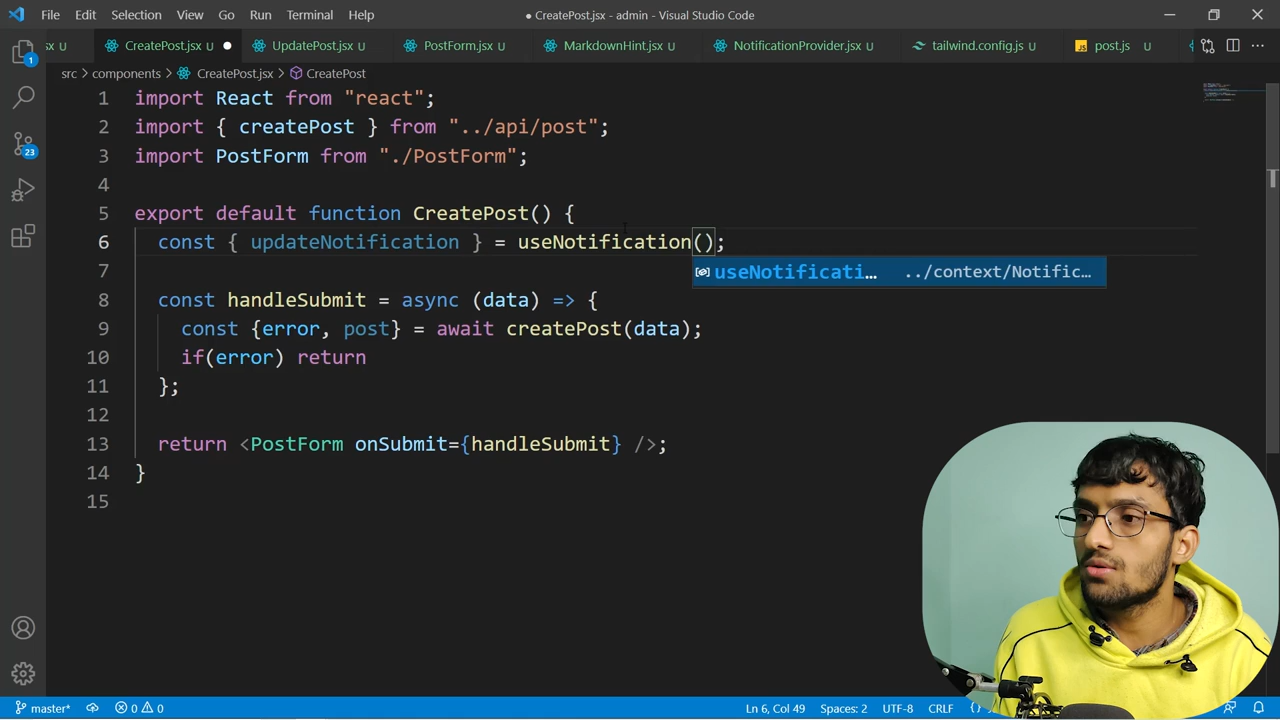 File Edit Selection View Go Run Terminal Help
● CreatePost.jsx - admin - Visual Studio Code
sx U CreatePost.jsx U ● UpdatePost.jsx U PostForm.jsx U MarkdownHint.jsx U NotificationProvider.jsx U tailwind.config.js U JS post.js U
src > components > CreatePost.jsx > CreatePost
1 import React from "react";
2 import { createPost } from "../api/post";
3 import PostForm from "./PostForm";
4
5 export default function CreatePost() {
6 const { updateNotification } = useNotification();
useNotificati… ../context/Notific…
7
8 const handleSubmit = async (data) => {
9 const {error, post} = await createPost(data);
10 if(error) return
11 };
12
13 return <PostForm onSubmit={handleSubmit} />;
14 }
15
1
23
master* 0 0 Ln 6, Col 49 Spaces: 2 UTF-8 CRLF